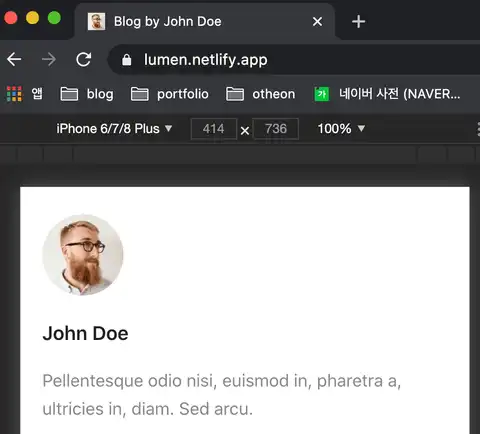 Blog by John Doe
lumen.netlify.app
앱 blog portfolio otheon 가 네이버 사전 (NAVER...
iPhone 6/7/8 Plus 414 × 736 100%
John Doe
Pellentesque odio nisi, euismod in, pharetra a,
ultricies in, diam. Sed arcu.